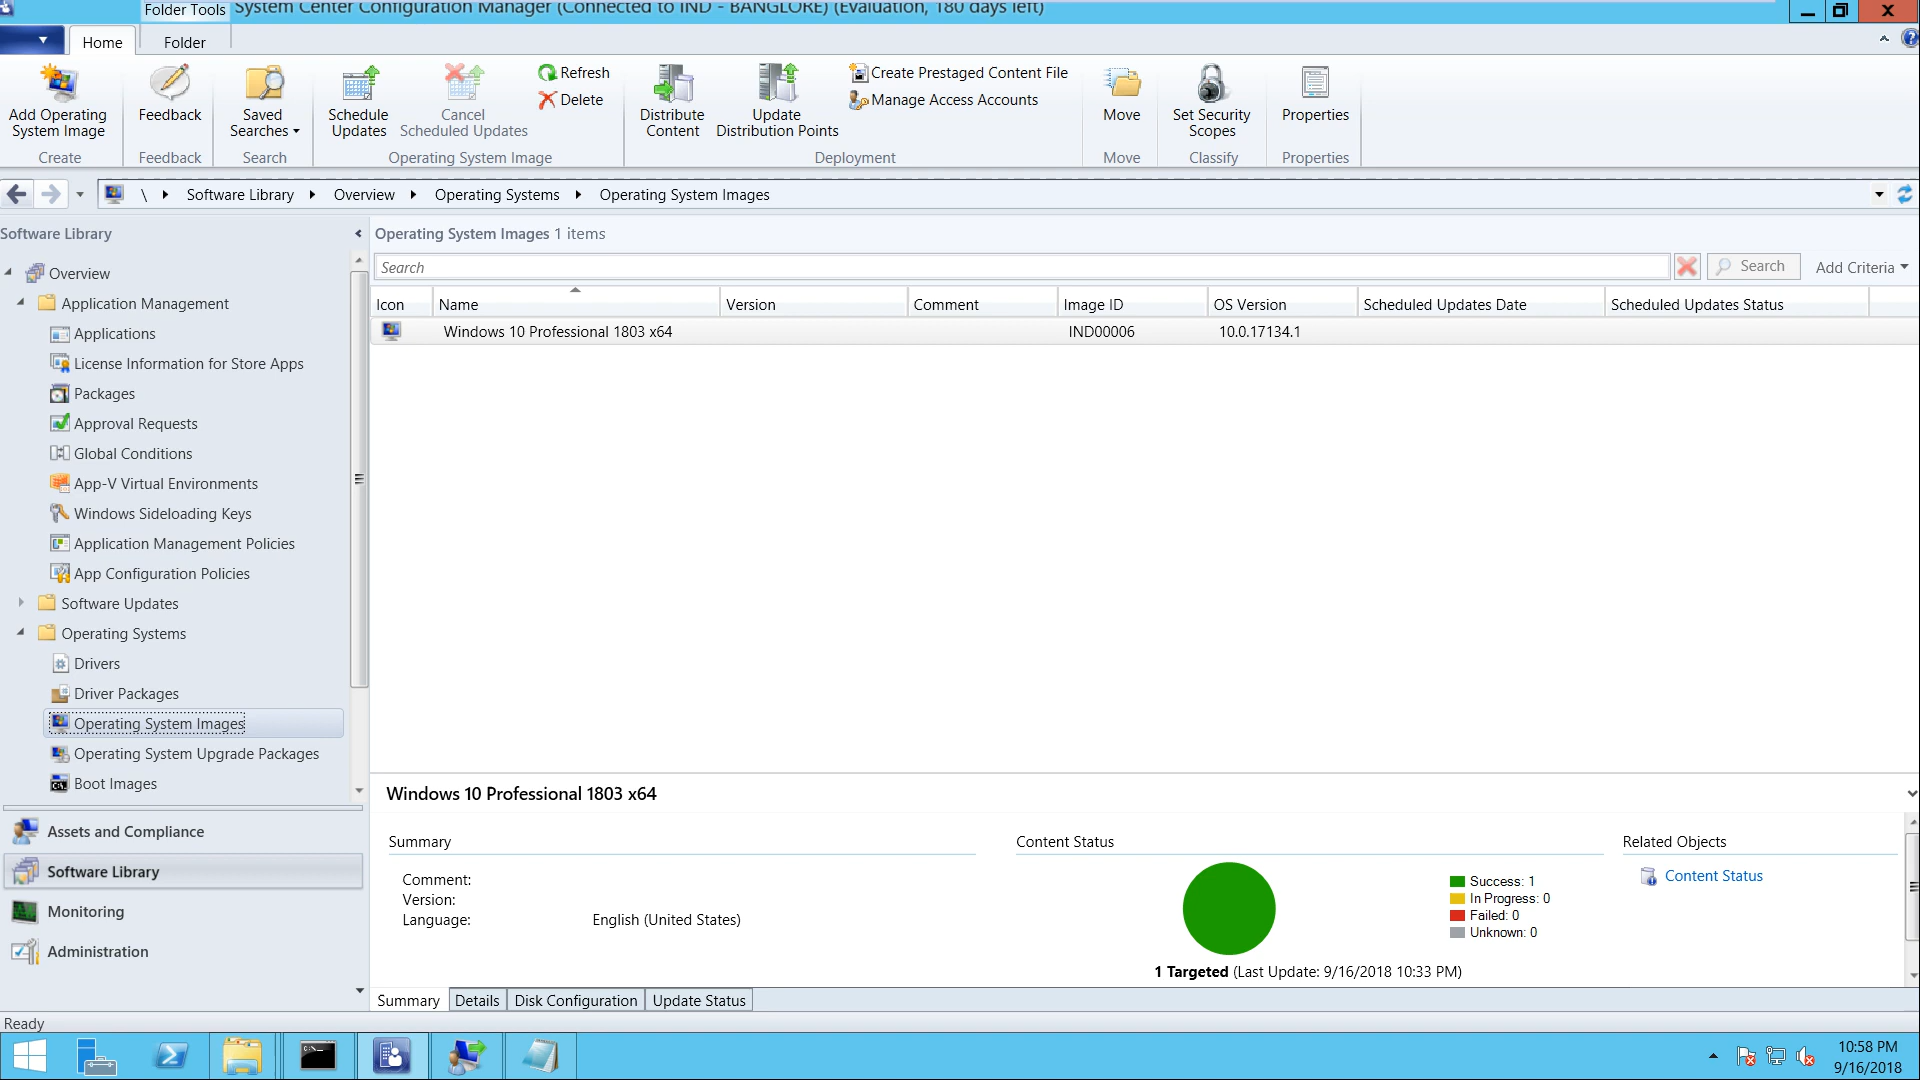 Folder Tools System Center Configuration Manager (Connected to IND - BANGLORE) (Evaluation, 180 days left)
Home Folder
Add Operating System Image
Create
Feedback
Feedback
Saved Searches
Search
Schedule Updates
Cancel Scheduled Updates
Refresh
Delete
Operating System Image
Distribute Content
Update Distribution Points
Create Prestaged Content File
Manage Access Accounts
Deployment
Move
Move
Set Security Scopes
Classify
Properties
Properties
\ Software Library Overview Operating Systems Operating System Images
Software Library
Overview
Application Management
Applications
License Information for Store Apps
Packages
Approval Requests
Global Conditions
App-V Virtual Environments
Windows Sideloading Keys
Application Management Policies
App Configuration Policies
Software Updates
Operating Systems
Drivers
Driver Packages
Operating System Images
Operating System Upgrade Packages
Boot Images
Assets and Compliance
Software Library
Monitoring
Administration
Operating System Images 1 items
Search Search Add Criteria
Icon Name Version Comment Image ID OS Version Scheduled Updates Date Scheduled Updates Status
Windows 10 Professional 1803 x64 IND00006 10.0.17134.1
Windows 10 Professional 1803 x64
Summary
Comment:
Version:
Language: English (United States)
Content Status
Success: 1
In Progress: 0
Failed: 0
Unknown: 0
1 Targeted (Last Update: 9/16/2018 10:33 PM)
Related Objects
Content Status
Summary Details Disk Configuration Update Status
Ready
10:58 PM
9/16/2018